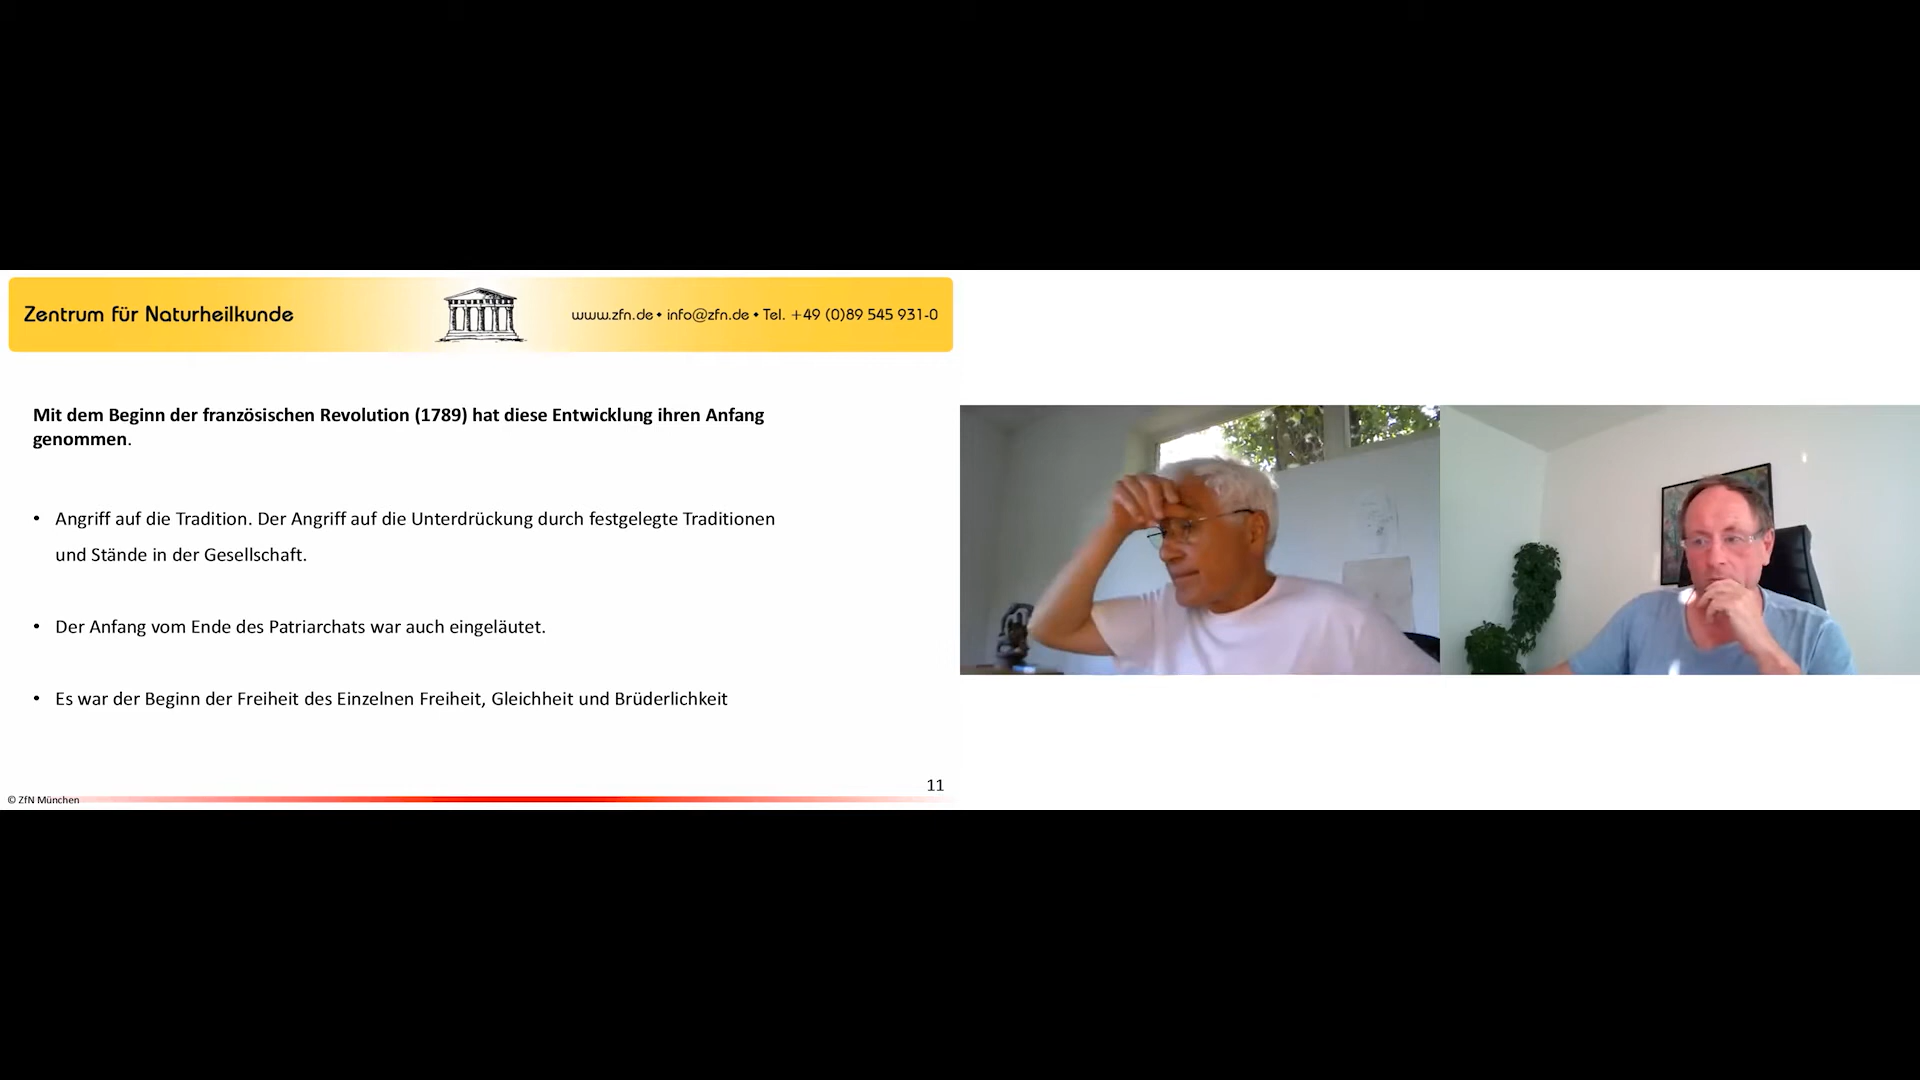 Zentrum für Naturheilkunde
www.zfn.de • info@zfn.de • Tel. +49 (0)89 545 931-0
Mit dem Beginn der französischen Revolution (1789) hat diese Entwicklung ihren Anfang
genommen.
• Angriff auf die Tradition. Der Angriff auf die Unterdrückung durch festgelegte Traditionen
und Stände in der Gesellschaft.
• Der Anfang vom Ende des Patriarchats war auch eingeläutet.
• Es war der Beginn der Freiheit des Einzelnen Freiheit, Gleichheit und Brüderlichkeit
11
© ZfN München